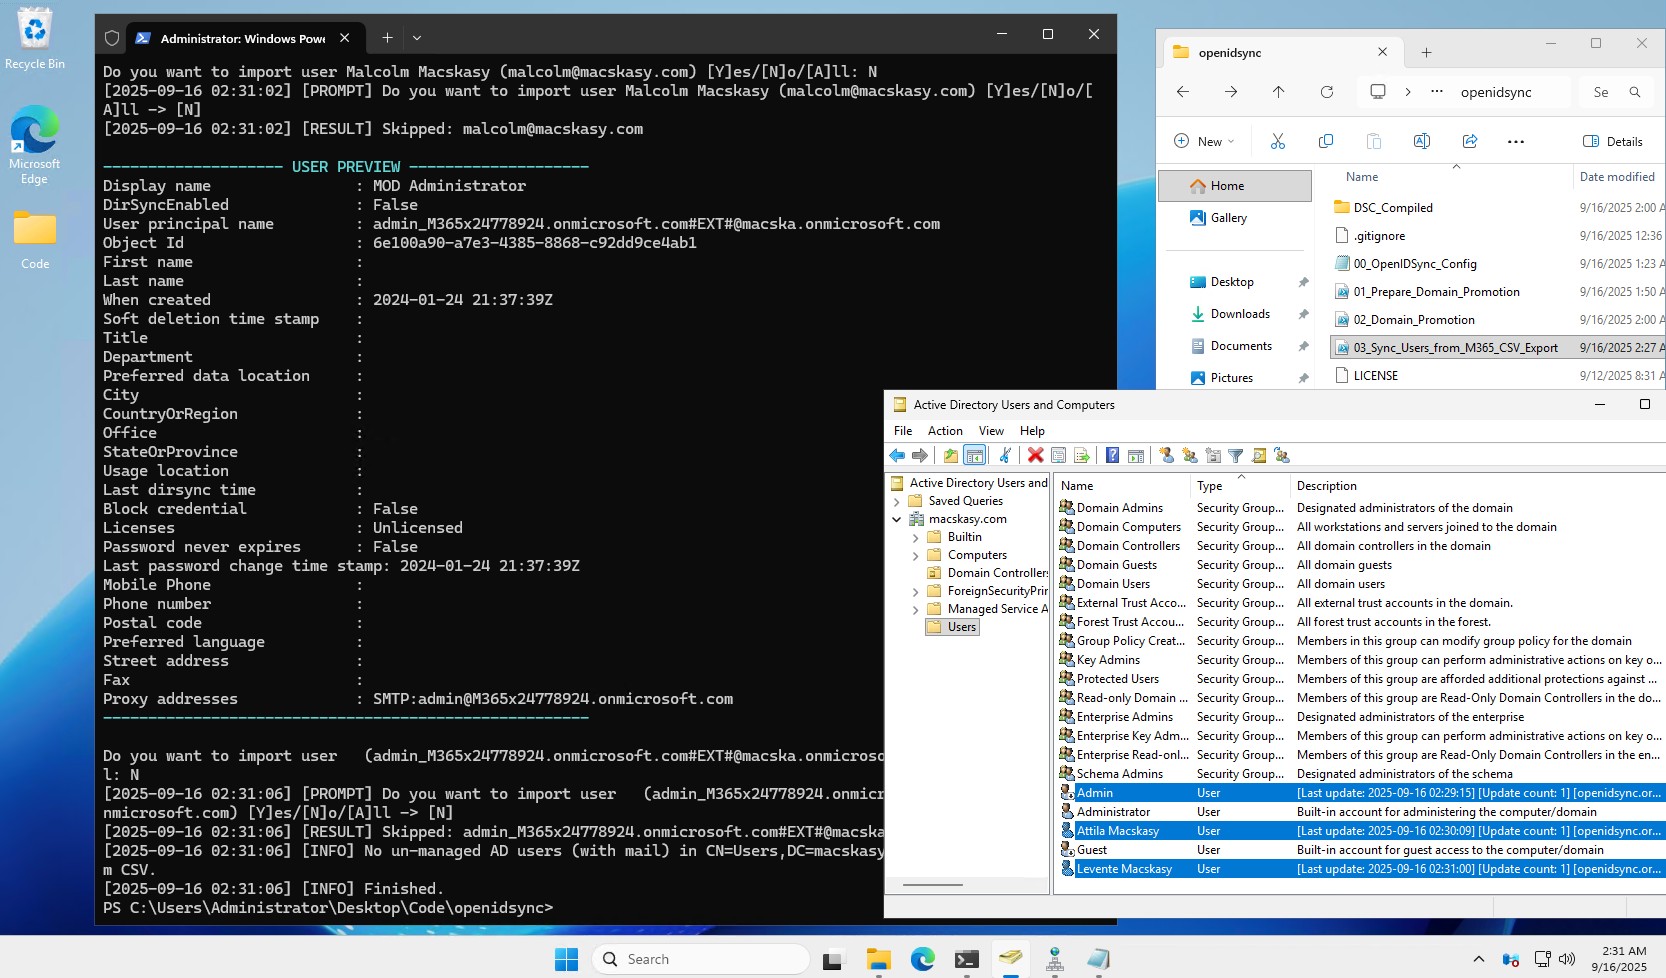 Recycle Bin
Microsoft
Edge
Code
Administrator: Windows Powe
Do you want to import user Malcolm Macskasy (malcolm@macskasy.com) [Y]es/[N]o/[A]ll: N
[2025-09-16 02:31:02] [PROMPT] Do you want to import user Malcolm Macskasy (malcolm@macskasy.com) [Y]es/[N]o/[
A]ll -> [N]
[2025-09-16 02:31:02] [RESULT] Skipped: malcolm@macskasy.com
-------------------- USER PREVIEW --------------------
Display name : MOD Administrator
DirSyncEnabled : False
User principal name : admin_M365x24778924.onmicrosoft.com#EXT#@macska.onmicrosoft.com
Object Id : 6e100a90-a7e3-4385-8868-c92dd9ce4ab1
First name :
Last name :
When created : 2024-01-24 21:37:39Z
Soft deletion time stamp :
Title :
Department :
Preferred data location :
City :
CountryOrRegion :
Office :
StateOrProvince :
Usage location :
Last dirsync time :
Block credential : False
Licenses : Unlicensed
Password never expires : False
Last password change time stamp: 2024-01-24 21:37:39Z
Mobile Phone :
Phone number :
Postal code :
Preferred language :
Street address :
Fax :
Proxy addresses : SMTP:admin@M365x24778924.onmicrosoft.com
------------------------------------------------------
Do you want to import user   (admin_M365x24778924.onmicrosoft.com#EXT#@macska.onmicroso
l: N
[2025-09-16 02:31:06] [PROMPT] Do you want to import user   (admin_M365x24778924.onmicr
nmicrosoft.com) [Y]es/[N]o/[A]ll -> [N]
[2025-09-16 02:31:06] [RESULT] Skipped: admin_M365x24778924.onmicrosoft.com#EXT#@macska
[2025-09-16 02:31:06] [INFO] No un-managed AD users (with mail) in CN=Users,DC=macskasy
m CSV.
[2025-09-16 02:31:06] [INFO] Finished.
PS C:\Users\Administrator\Desktop\Code\openidsync>
openidsync
openidsync Se
New Details
Home
Gallery
Desktop
Downloads
Documents
Pictures
Name Date modified
DSC_Compiled 9/16/2025 2:00 A
.gitignore 9/16/2025 12:36
00_OpenIDSync_Config 9/16/2025 1:23 A
01_Prepare_Domain_Promotion 9/16/2025 1:50 A
02_Domain_Promotion 9/16/2025 2:00 A
03_Sync_Users_from_M365_CSV_Export 9/16/2025 2:27 A
LICENSE 9/12/2025 8:31 A
Active Directory Users and Computers
File Action View Help
Active Directory Users and
Saved Queries
macskasy.com
Builtin
Computers
Domain Controllers
ForeignSecurityPrin
Managed Service A
Users
Name Type Description
Domain Admins Security Group... Designated administrators of the domain
Domain Computers Security Group... All workstations and servers joined to the domain
Domain Controllers Security Group... All domain controllers in the domain
Domain Guests Security Group... All domain guests
Domain Users Security Group... All domain users
External Trust Acco... Security Group... All external trust accounts in the domain.
Forest Trust Accou... Security Group... All forest trust accounts in the forest.
Group Policy Creat... Security Group... Members in this group can modify group policy for the domain
Key Admins Security Group... Members of this group can perform administrative actions on key o...
Protected Users Security Group... Members of this group are afforded additional protections against ...
Read-only Domain ... Security Group... Members of this group are Read-Only Domain Controllers in the do...
Enterprise Admins Security Group... Designated administrators of the enterprise
Enterprise Key Adm... Security Group... Members of this group can perform administrative actions on key o...
Enterprise Read-onl... Security Group... Members of this group are Read-Only Domain Controllers in the en...
Schema Admins Security Group... Designated administrators of the schema
Admin User [Last update: 2025-09-16 02:29:15] [Update count: 1] [openidsync.or...
Administrator User Built-in account for administering the computer/domain
Attila Macskasy User [Last update: 2025-09-16 02:30:09] [Update count: 1] [openidsync.or...
Guest User Built-in account for guest access to the computer/domain
Levente Macskasy User [Last update: 2025-09-16 02:31:00] [Update count: 1] [openidsync.or...
Search
2:31 AM
9/16/2025